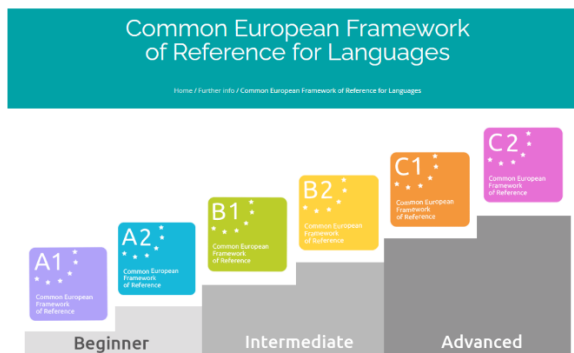 Common European Framework
of Reference for Languages
Home / Further info / Common European Framework of Reference for Languages
A1
Common European
Framework
of Reference
A2
Common European
Framework
of Reference
B1
Common European
Framework
of Reference
B2
Common European
Framework
of Reference
C1
Common European
Framework
of Reference
C2
Common European
Framework
of Reference
Beginner
Intermediate
Advanced